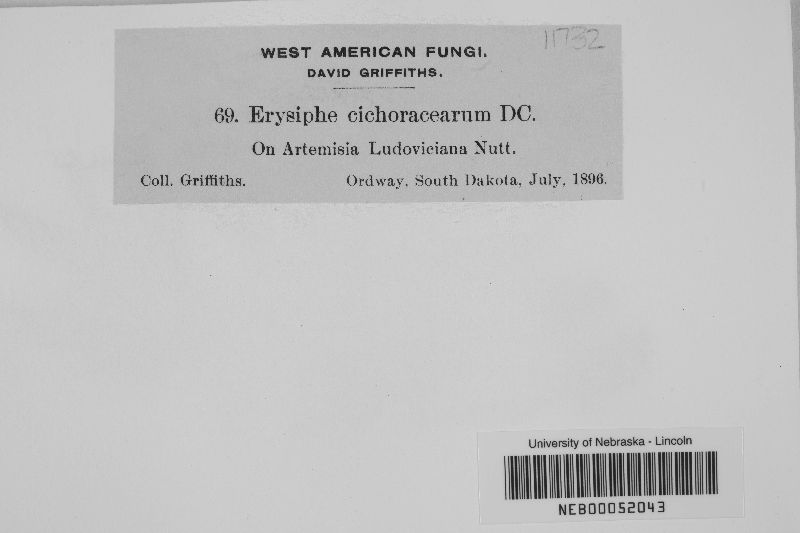 11732
WEST AMERICAN FUNGI.
DAVID GRIFFITHS.
69. Erysiphe cichoracearum DC.
On Artemisia Ludoviciana Nutt.
Coll. Griffiths. Ordway, South Dakota, July, 1896.
University of Nebraska - Lincoln
NEB00052043